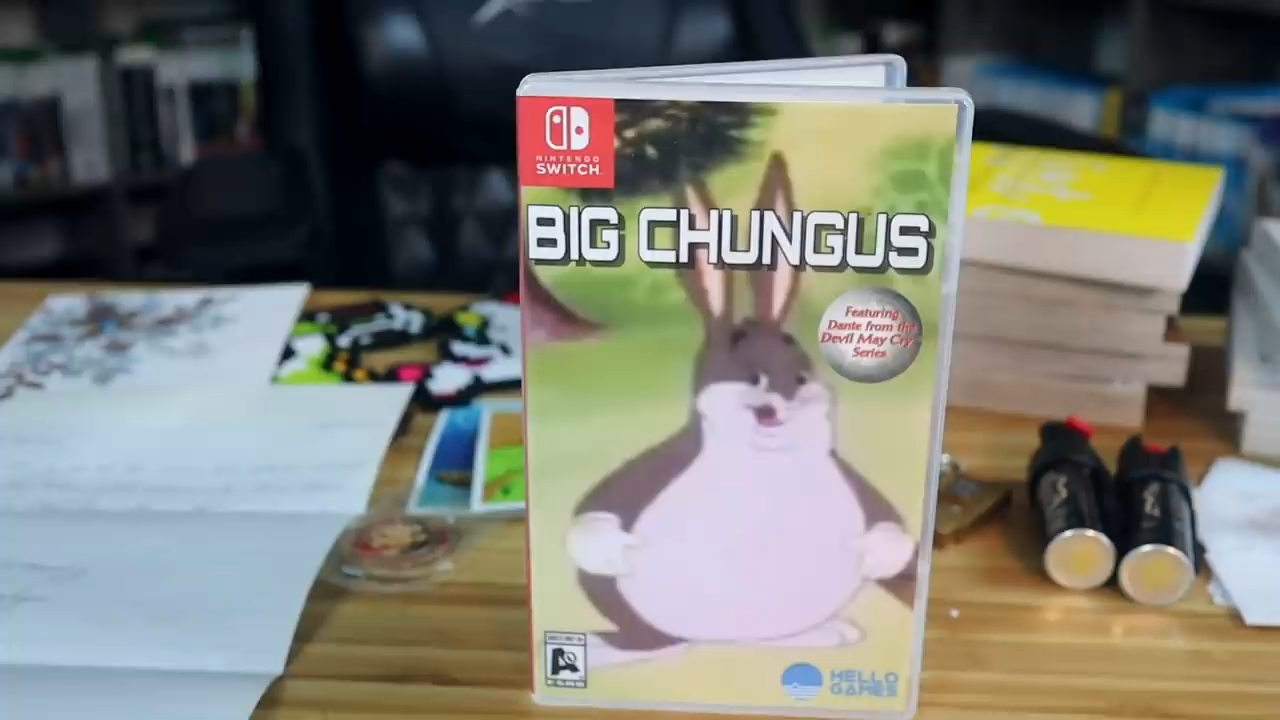 NINTENDO
SWITCH
BIG CHUNGUS
Featuring
Dante from the
Devil May Cry
Series
HELLO
GAMES